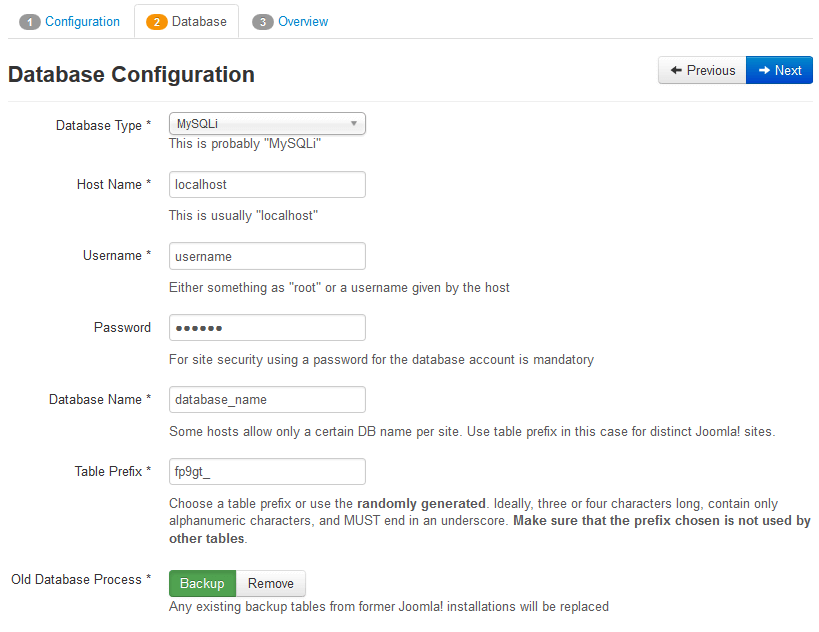 1 Configuration 2 Database 3 Overview
Database Configuration
Previous Next
Database Type * MySQLi
This is probably "MySQLi"
Host Name * localhost
This is usually "localhost"
Username * username
Either something as "root" or a username given by the host
Password ●●●●●●
For site security using a password for the database account is mandatory
Database Name * database_name
Some hosts allow only a certain DB name per site. Use table prefix in this case for distinct Joomla! sites.
Table Prefix * fp9gt_
Choose a table prefix or use the randomly generated. Ideally, three or four characters long, contain only
alphanumeric characters, and MUST end in an underscore. Make sure that the prefix chosen is not used by
other tables.
Old Database Process * Backup Remove
Any existing backup tables from former Joomla! installations will be replaced